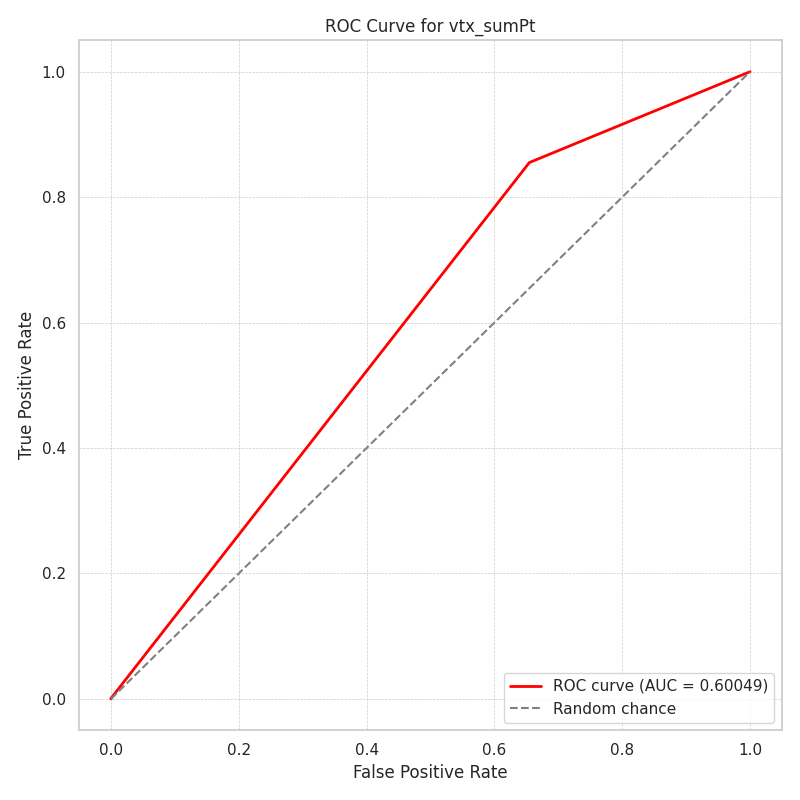 ROC Curve for vtx_sumPt
True Positive Rate
1.0
0.8
0.6
0.4
0.2
0.0
ROC curve (AUC = 0.60049)
Random chance
0.0 0.2 0.4 0.6 0.8 1.0
False Positive Rate